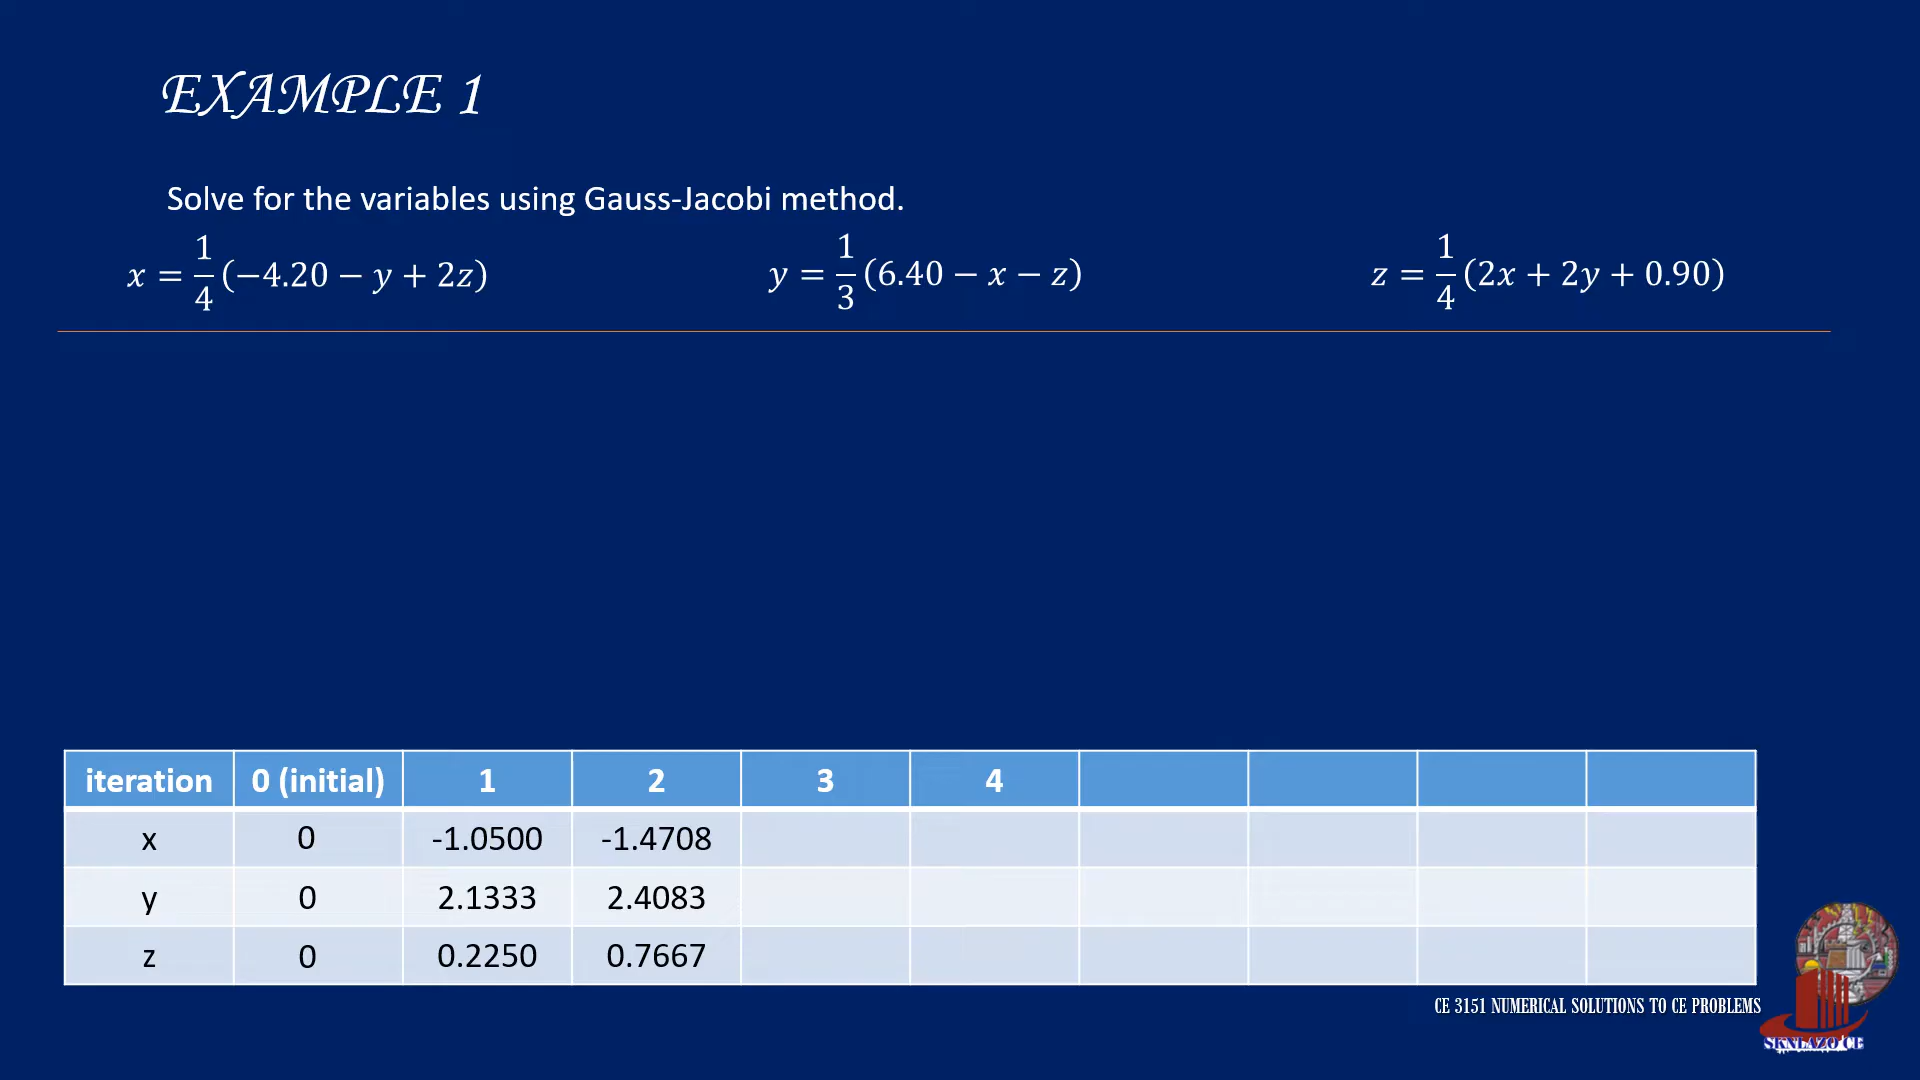 EXAMPLE 1
Solve for the variables using Gauss-Jacobi method.
x = 1/4 (−4.20 − y + 2z) y = 1/3 (6.40 − x − z) z = 1/4 (2x + 2y + 0.90)
iteration 0 (initial) 1 2 3 4
x 0 -1.0500 -1.4708
y 0 2.1333 2.4083
z 0 0.2250 0.7667
CE 3151 NUMERICAL SOLUTIONS TO CE PROBLEMS
SKNLAZO CE